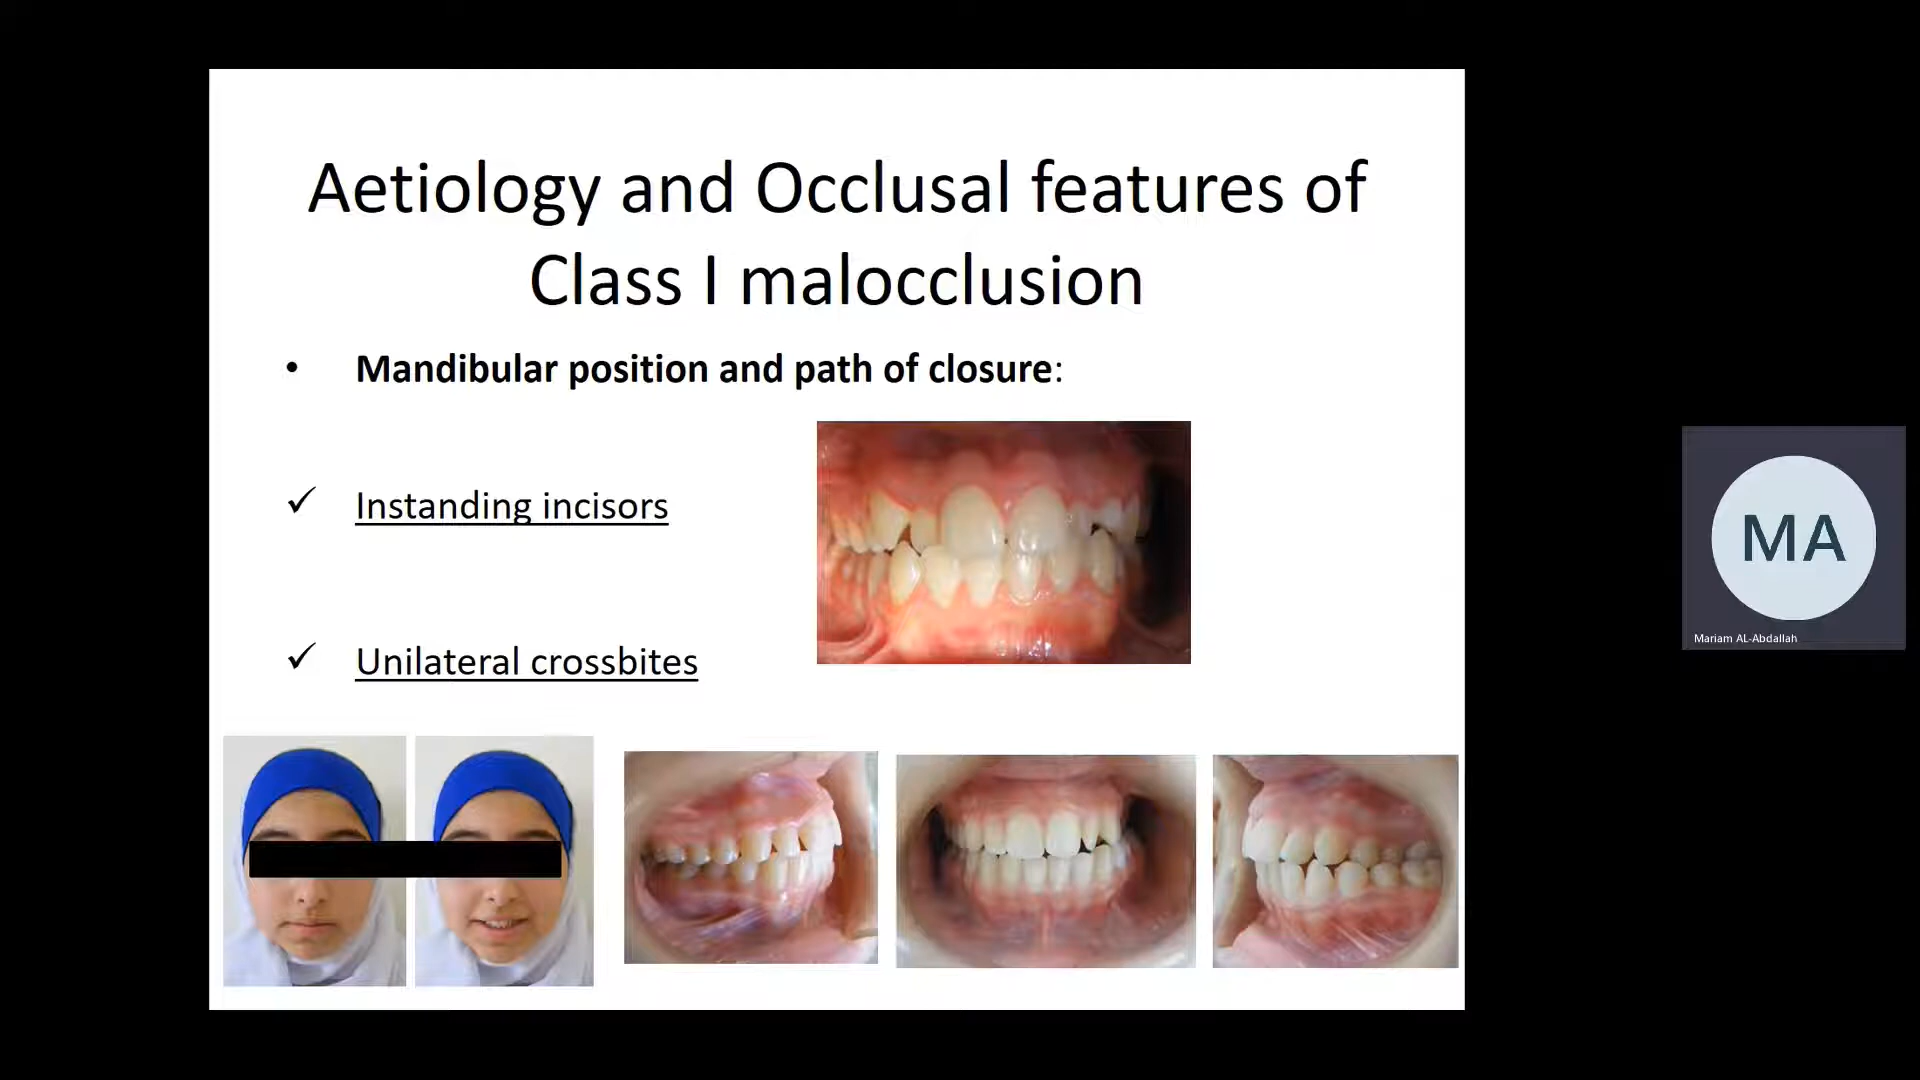 Aetiology and Occlusal features of
Class I malocclusion
• Mandibular position and path of closure:
✓ Instanding incisors
✓ Unilateral crossbites
MA
Mariam AL-Abdallah